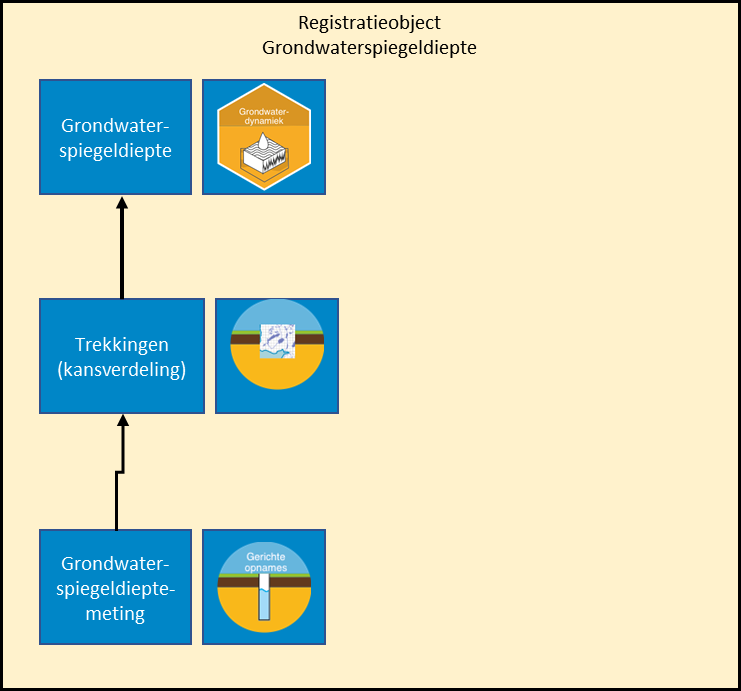 Registratieobject
Grondwaterspiegeldiepte
Grondwater-
spiegeldiepte
Grondwater-
dynamiek
Trekkingen
(kansverdeling)
Grondwater-
spiegeldiepte-
meting
Gerichte
opnames